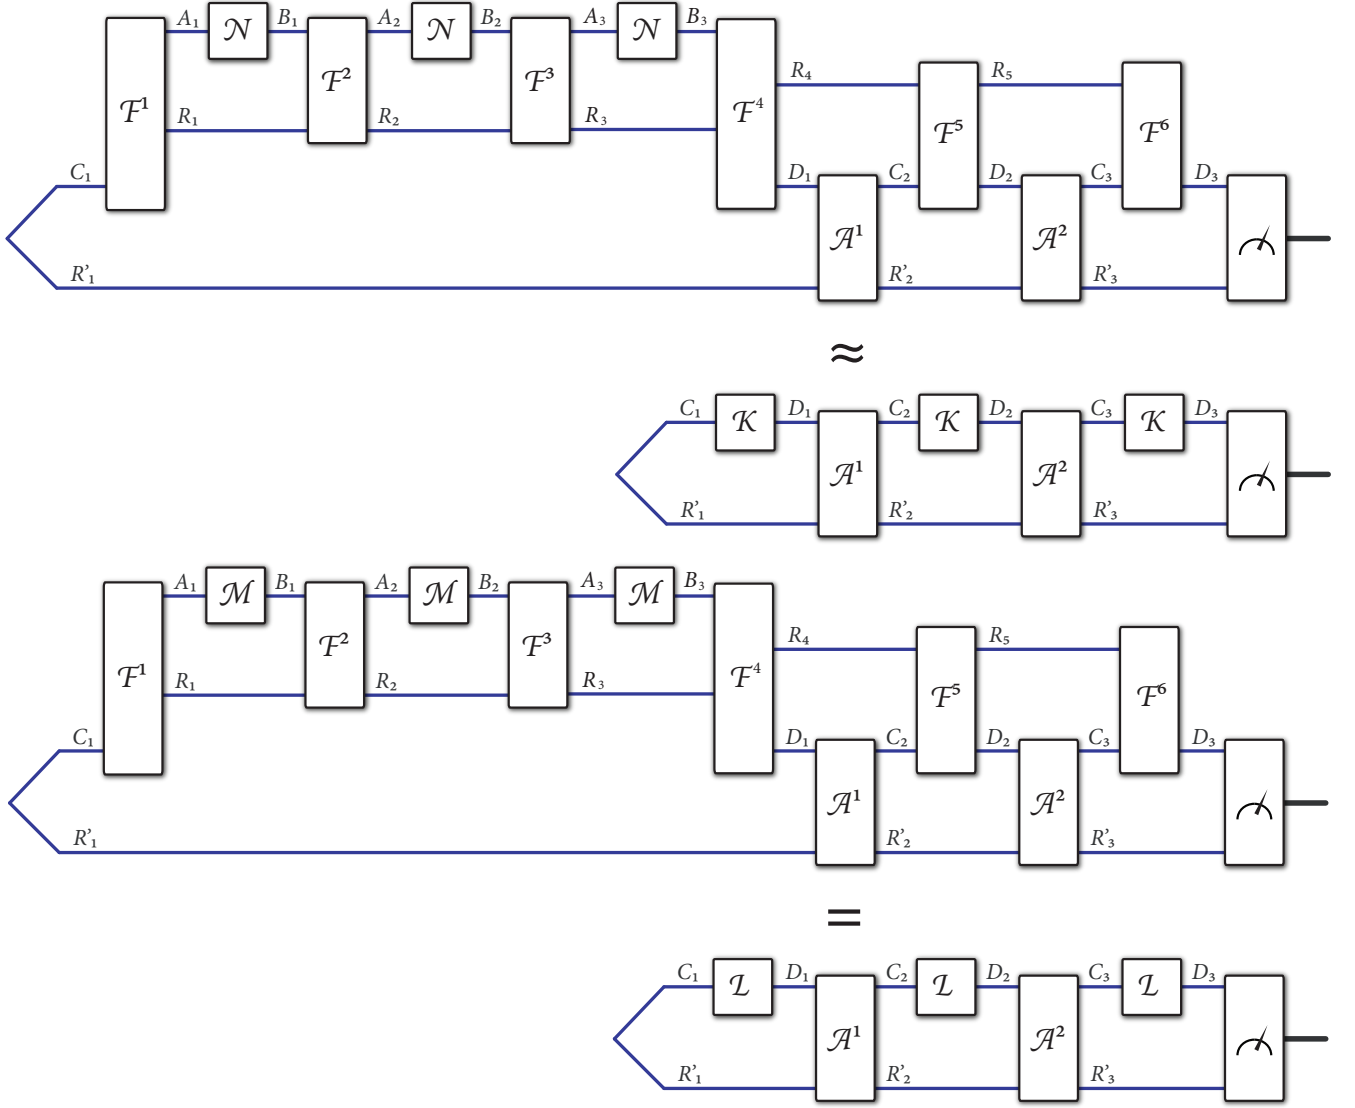 A₁ 𝒩 B₁ A₂ 𝒩 B₂ A₃ 𝒩 B₃
ℱ¹ ℱ² ℱ³ ℱ⁴ R₄ ℱ⁵ R₅ ℱ⁶
R₁ R₂ R₃
C₁ D₁ C₂ D₂ C₃ D₃
𝒜¹ 𝒜²
R'₁ R'₂ R'₃
≈
C₁ 𝒦 D₁ C₂ 𝒦 D₂ C₃ 𝒦 D₃
𝒜¹ 𝒜²
R'₁ R'₂ R'₃
A₁ ℳ B₁ A₂ ℳ B₂ A₃ ℳ B₃
ℱ¹ ℱ² ℱ³ ℱ⁴ R₄ ℱ⁵ R₅ ℱ⁶
R₁ R₂ R₃
C₁ D₁ C₂ D₂ C₃ D₃
𝒜¹ 𝒜²
R'₁ R'₂ R'₃
=
C₁ ℒ D₁ C₂ ℒ D₂ C₃ ℒ D₃
𝒜¹ 𝒜²
R'₁ R'₂ R'₃